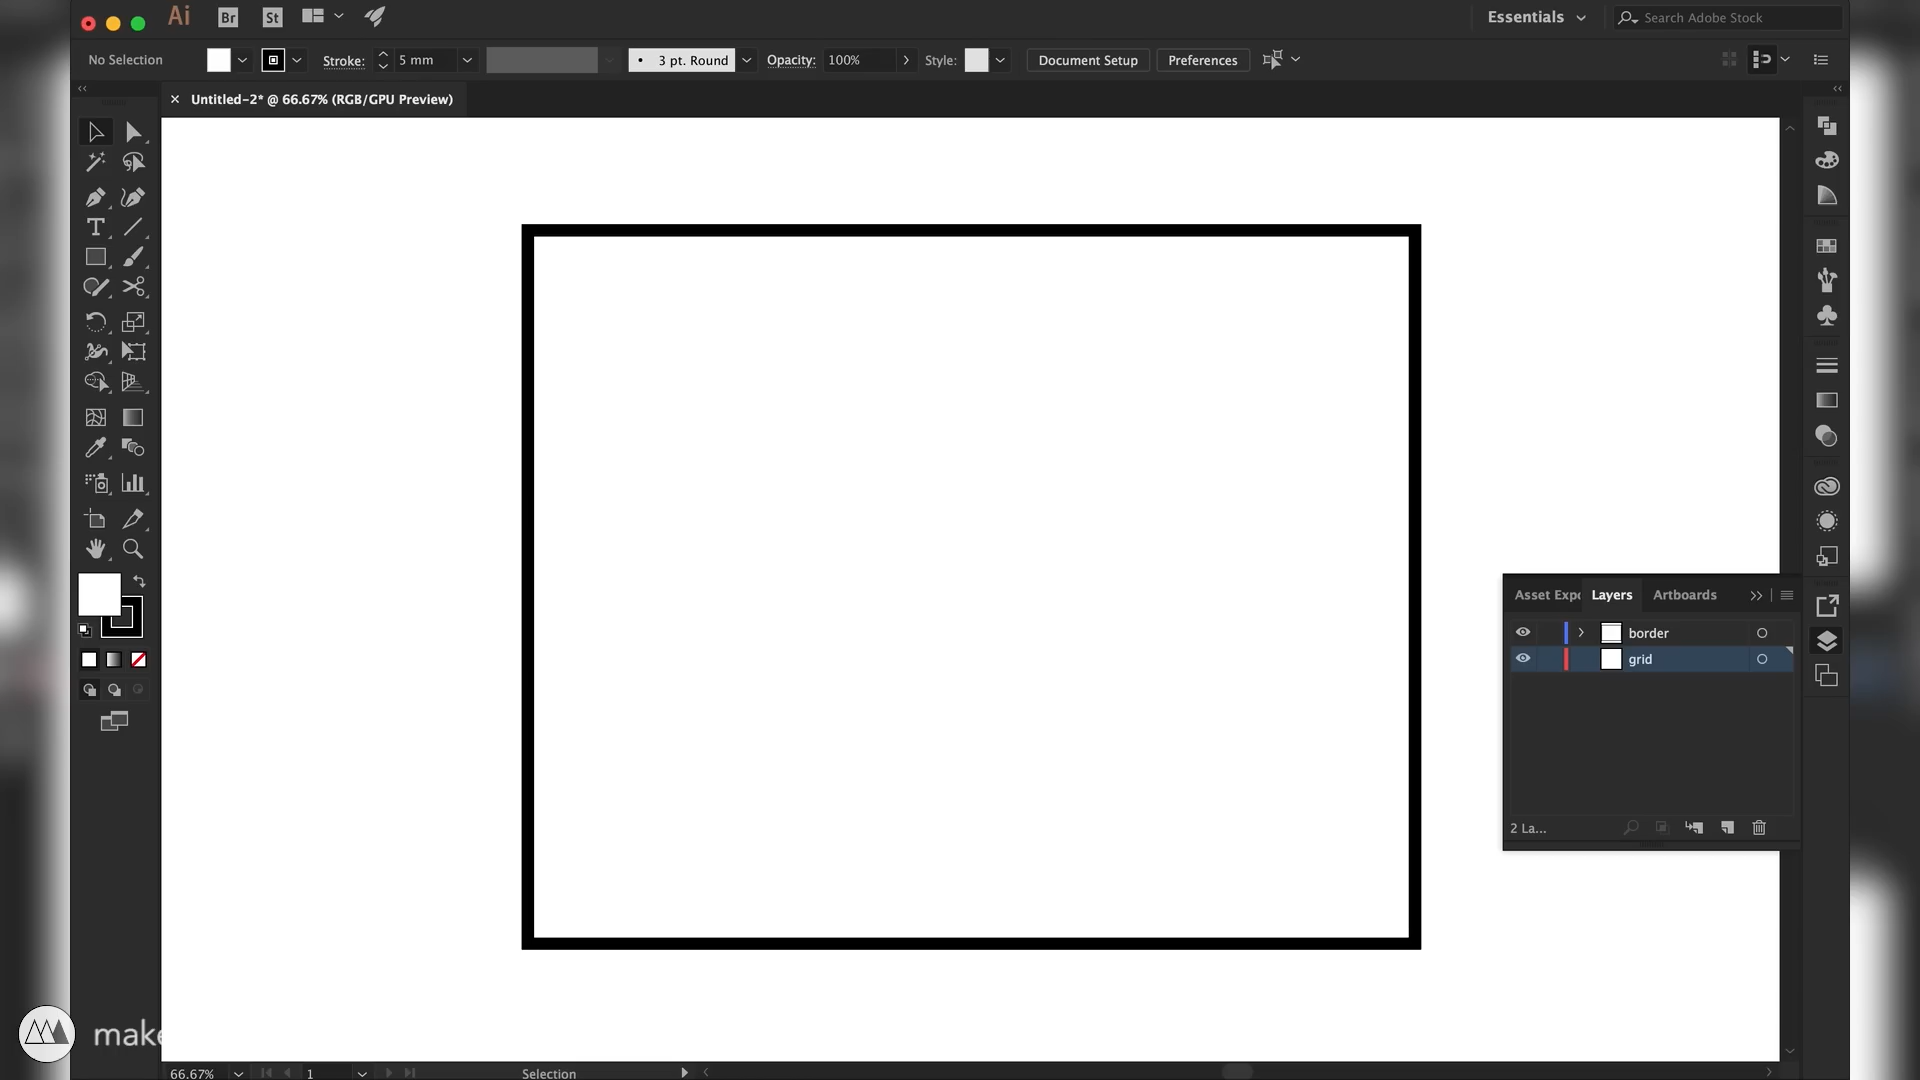 Ai Br St Essentials Search Adobe Stock
No Selection Stroke: 5 mm 3 pt. Round Opacity: 100% Style: Document Setup Preferences
Untitled-2* @ 66.67% (RGB/GPU Preview)
Asset Expo Layers Artboards
border
grid
2 La...
make
66.67% 1 Selection